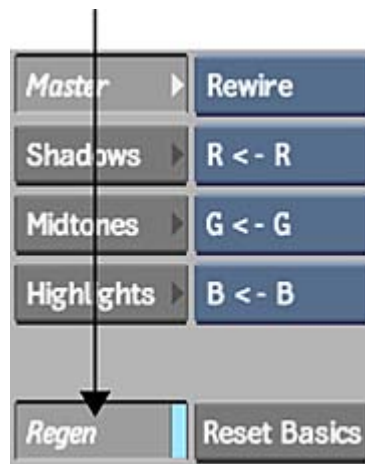 Master Rewire
Shadows R <- R
Midtones G <- G
Highlights B <- B
Regen Reset Basics